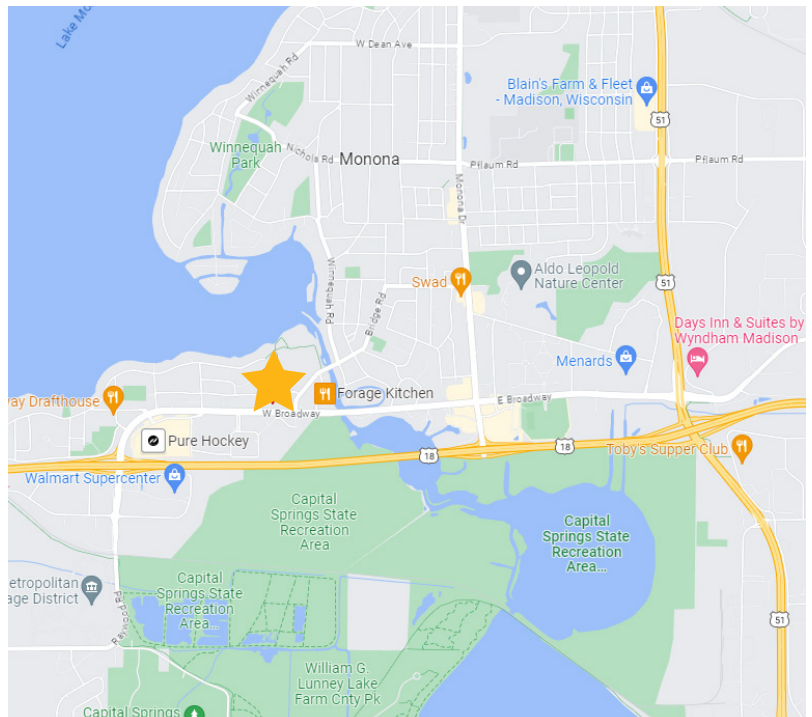 Lake Mo
W Dean Ave
Winnequah Rd
Blain's Farm & Fleet
- Madison, Wisconsin
51
Winnequah
Park
Nichols Rd
Monona
Pflaum Rd
Pflaum Rd
Monona Dr
Winnequah Rd
Bridge Rd
Swad
Aldo Leopold
Nature Center
51
Days Inn & Suites by
Wyndham Madison
Menards
ay Drafthouse
Forage Kitchen
W Broadway
E Broadway
Pure Hockey
18
18
Toby's Supper Club
Walmart Supercenter
Capital
Springs State
Recreation
Area
Capital
Springs State
Recreation
Area...
etropolitan
age District
Capital
Springs State
Recreation
Area...
Raywood Rd
51
William G.
Lunney Lake
Farm Cnty Pk
Capital Springs